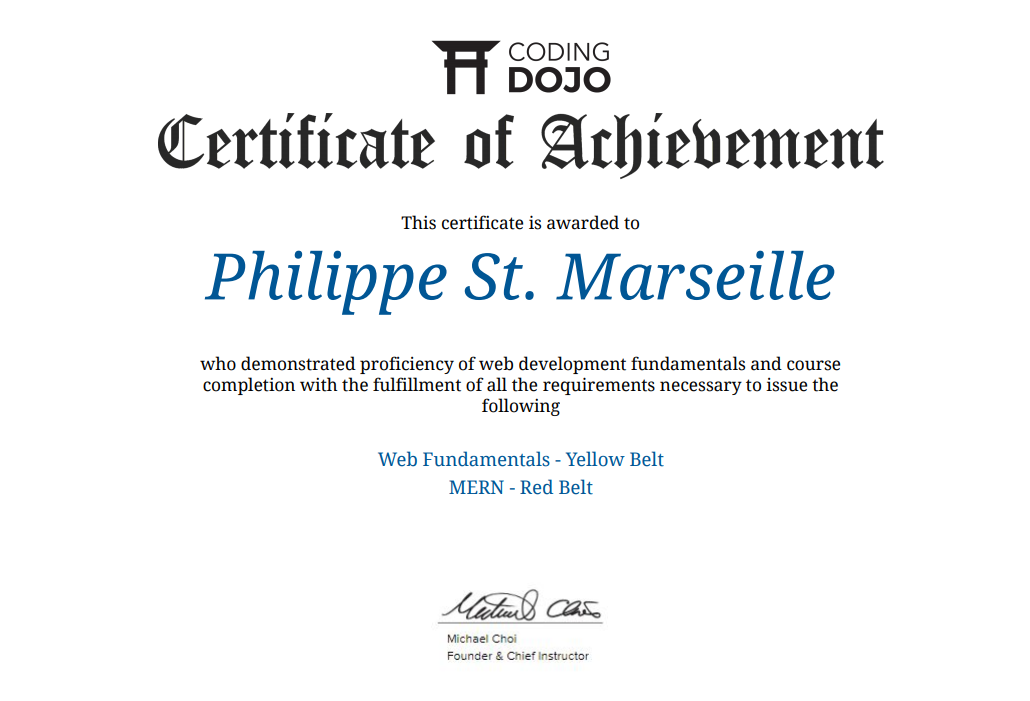 CODING
DOJO
Certificate of Achievement
This certificate is awarded to
Philippe St. Marseille
who demonstrated proficiency of web development fundamentals and course
completion with the fulfillment of all the requirements necessary to issue the
following
Web Fundamentals - Yellow Belt
MERN - Red Belt
Michael Choi
Founder & Chief Instructor